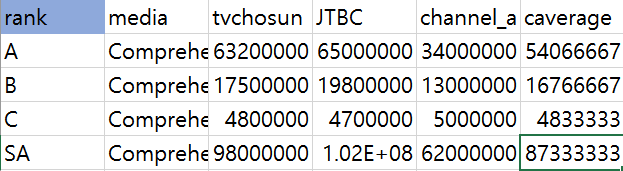 rank media tvchosun JTBC channel_a caverage
A Comprehe 63200000 65000000 34000000 54066667
B Comprehe 17500000 19800000 13000000 16766667
C Comprehe 4800000 4700000 5000000 4833333
SA Comprehe 98000000 1.02E+08 62000000 87333333